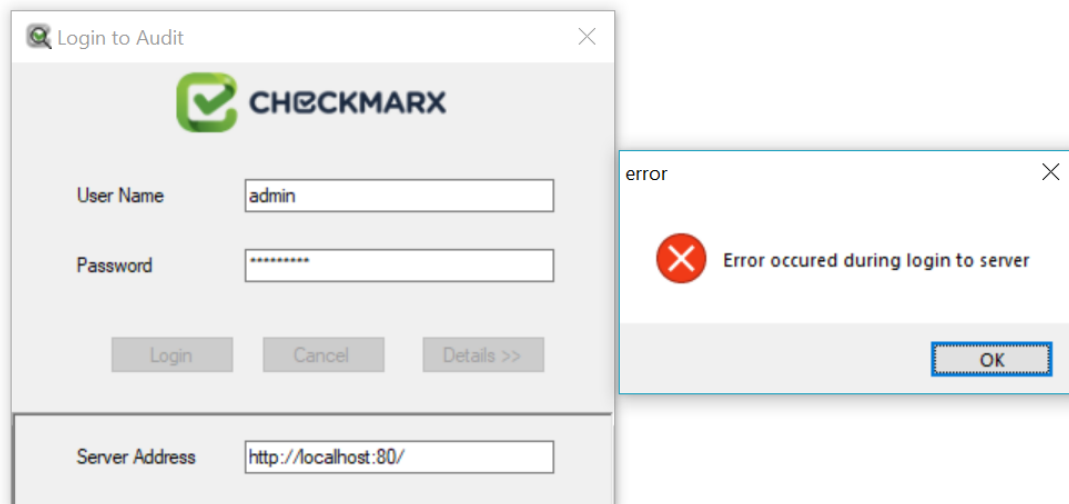 Login to Audit
CHECKMARX
User Name
admin
Password
*********
Login Cancel Details >>
Server Address
http://localhost:80/
error
Error occured during login to server
OK